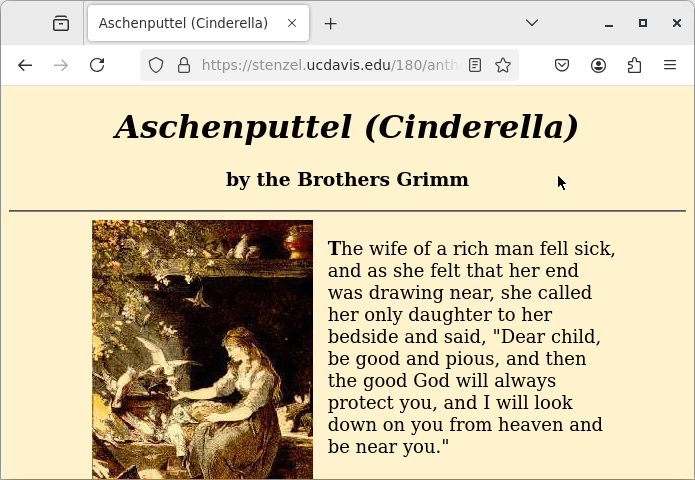 Aschenputtel (Cinderella)
https://stenzel.ucdavis.edu/180/anth
Aschenputtel (Cinderella)
by the Brothers Grimm
The wife of a rich man fell sick,
and as she felt that her end
was drawing near, she called
her only daughter to her
bedside and said, "Dear child,
be good and pious, and then
the good God will always
protect you, and I will look
down on you from heaven and
be near you."